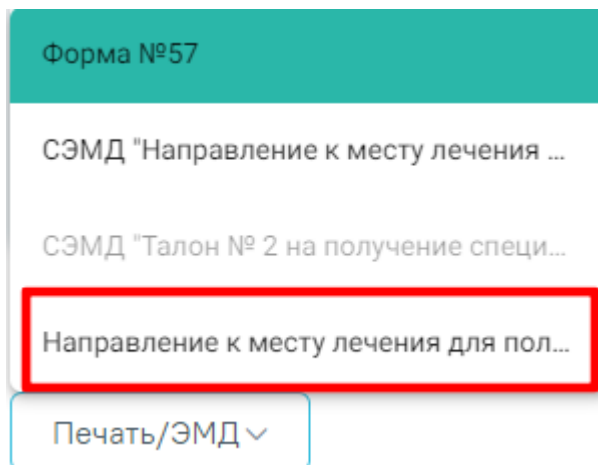 Форма №57
СЭМД "Направление к месту лечения ...
СЭМД "Талон № 2 на получение специ...
Направление к месту лечения для пол...
Печать/ЭМД